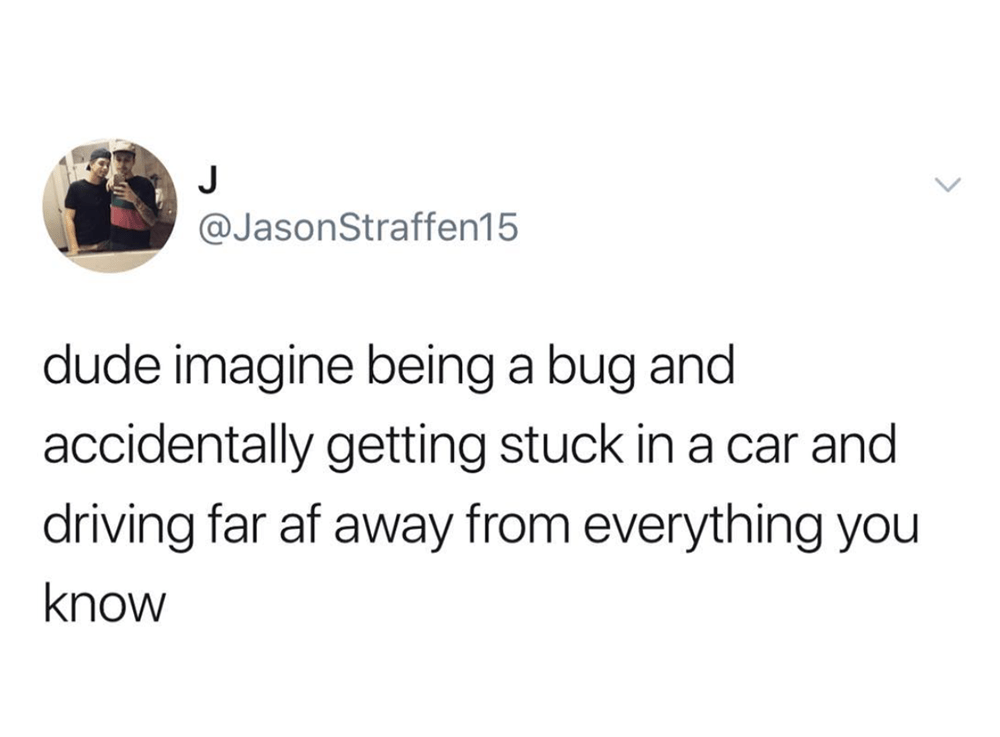 J
@JasonStraffen15
dude imagine being a bug and
accidentally getting stuck in a car and
driving far af away from everything you
know